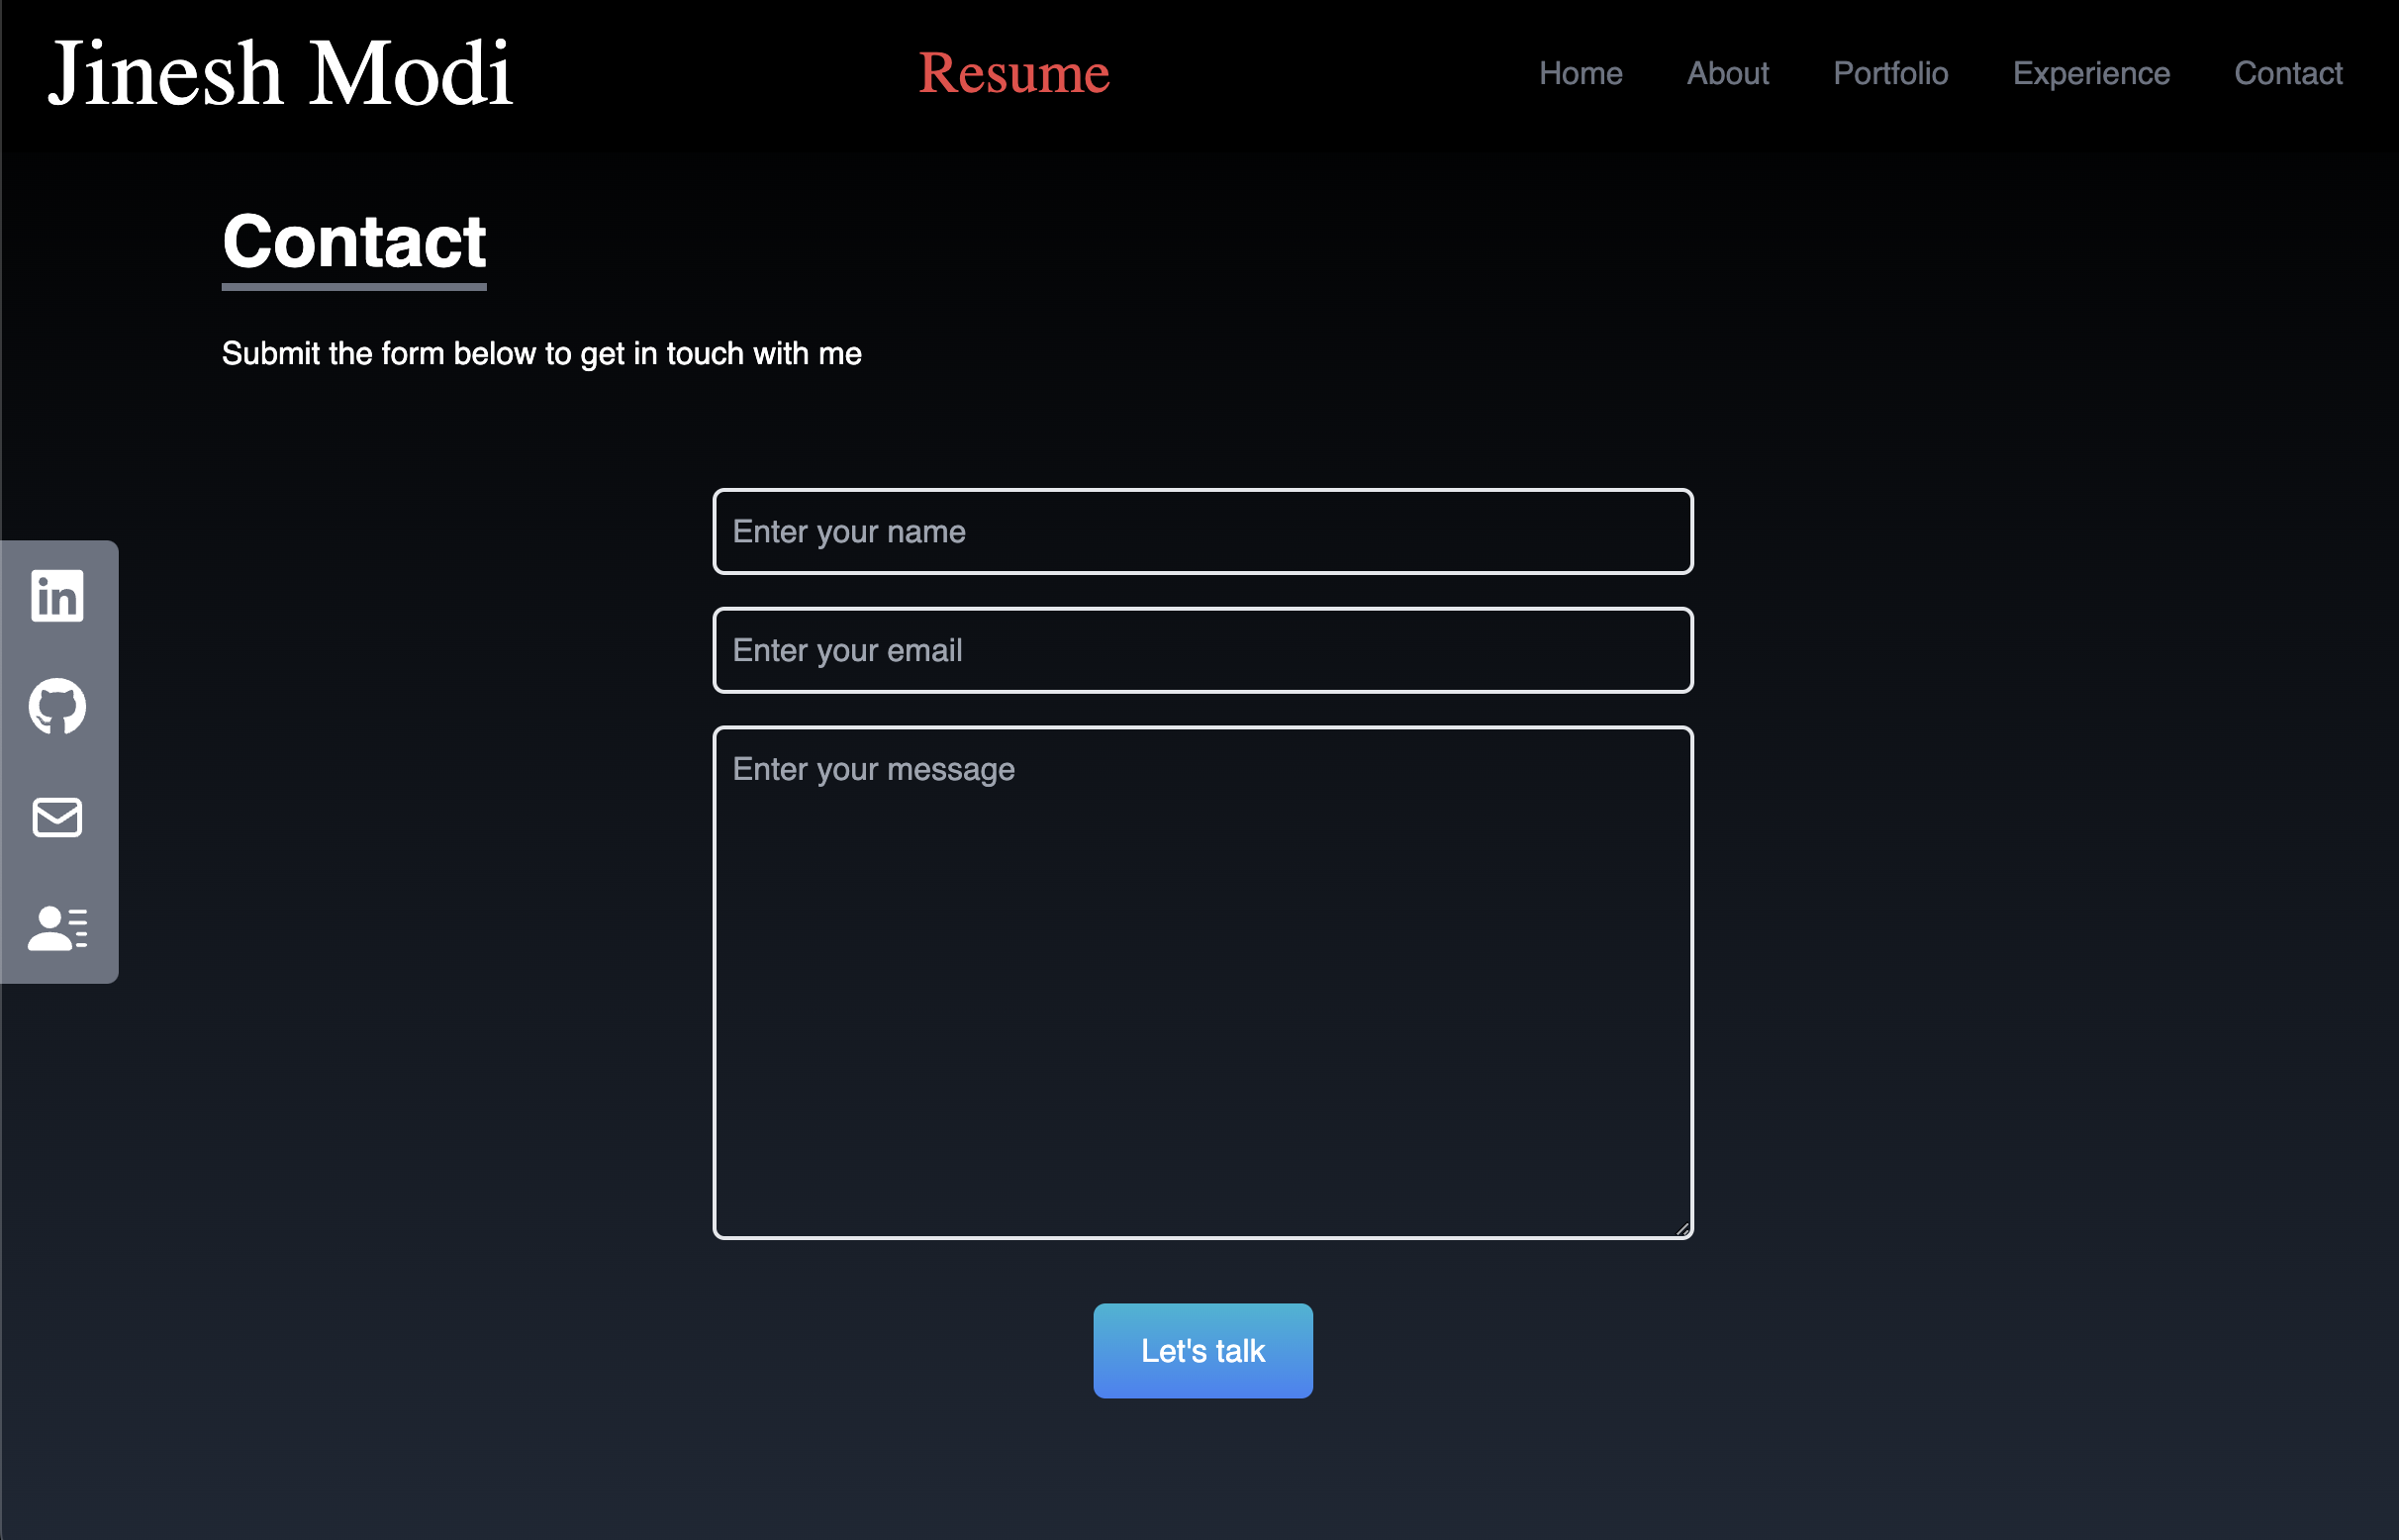 Jinesh Modi
Resume
Home About Portfolio Experience Contact
Contact
Submit the form below to get in touch with me
Enter your name
Enter your email
in
Enter your message
Let's talk